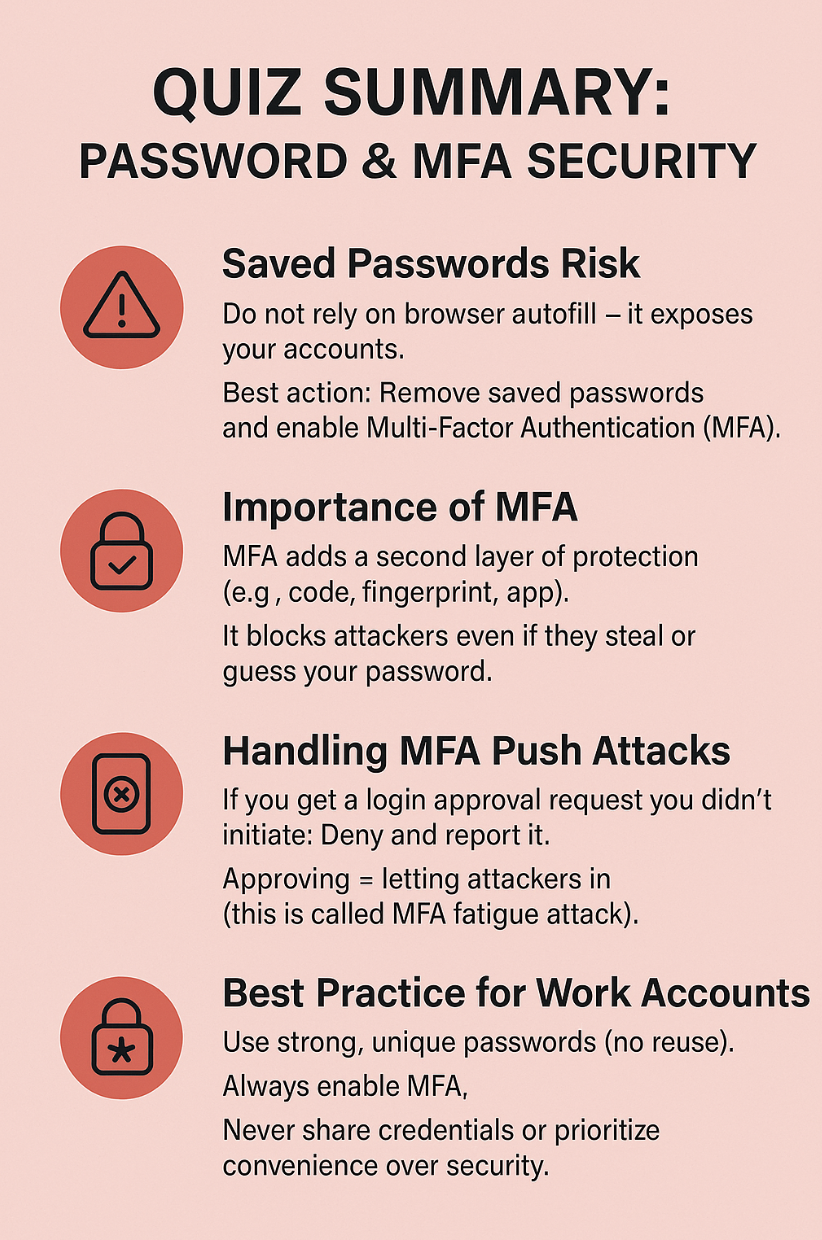 QUIZ SUMMARY:
PASSWORD & MFA SECURITY
Saved Passwords Risk
Do not rely on browser autofill – it exposes
your accounts.
Best action: Remove saved passwords
and enable Multi-Factor Authentication (MFA).
Importance of MFA
MFA adds a second layer of protection
(e.g , code, fingerprint, app).
It blocks attackers even if they steal or
guess your password.
Handling MFA Push Attacks
If you get a login approval request you didn’t
initiate: Deny and report it.
Approving = letting attackers in
(this is called MFA fatigue attack).
Best Practice for Work Accounts
Use strong, unique passwords (no reuse).
Always enable MFA,
Never share credentials or prioritize
convenience over security.